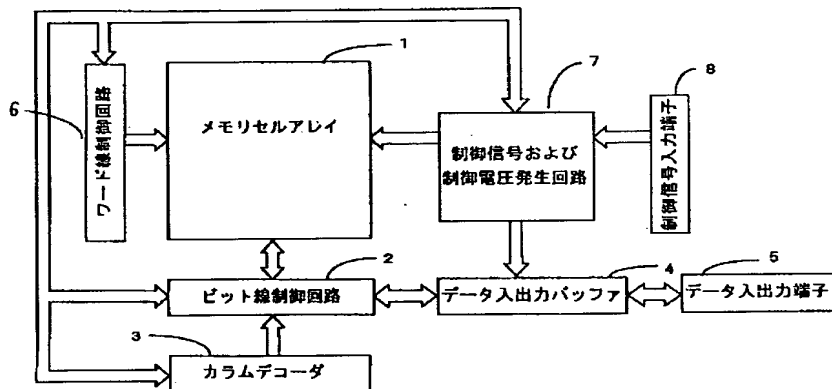 1
7
8
6
ワード線制御回路
メモリセルアレイ
制御信号および
制御電圧発生回路
制御信号入力端子
2
4
5
ビット線制御回路
データ入出力バッファ
データ入出力端子
3
カラムデコーダ